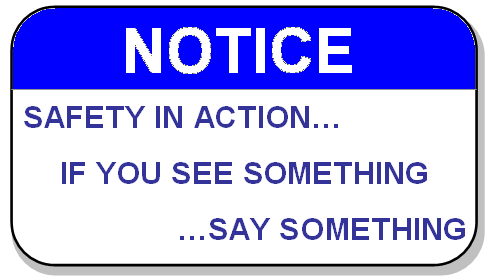 NOTICE
SAFETY IN ACTION...
IF YOU SEE SOMETHING
...SAY SOMETHING